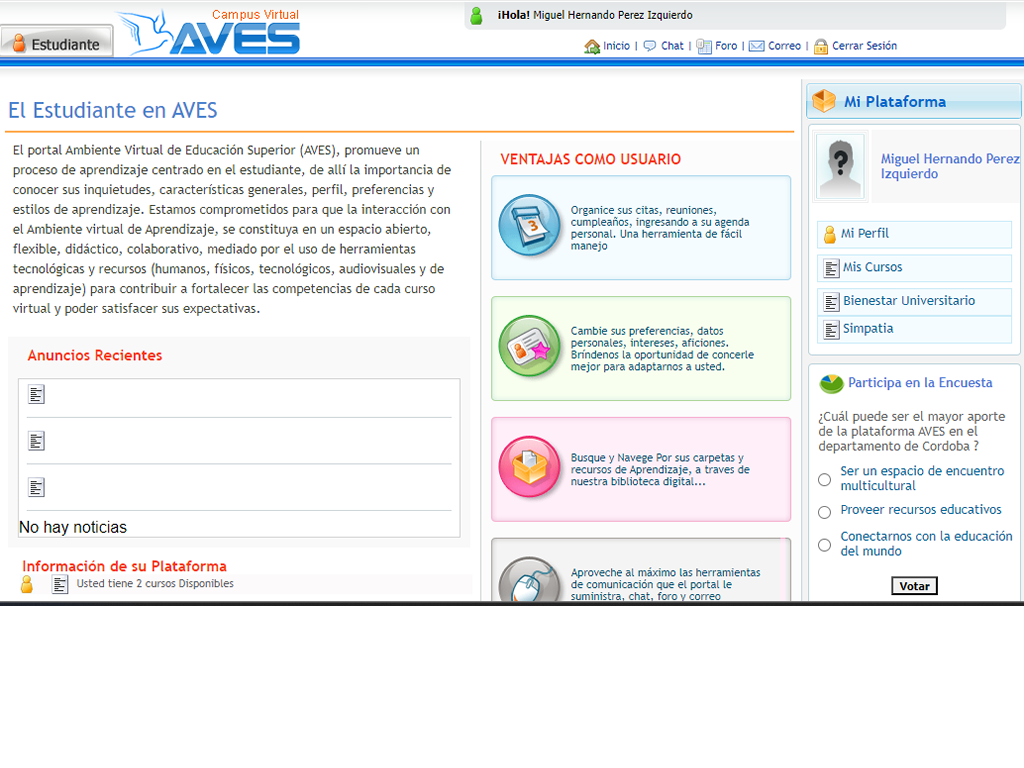 Estudiante
Campus Virtual
AVES
¡Hola! Miguel Hernando Perez Izquierdo
Inicio | Chat | Foro | Correo | Cerrar Sesión
El Estudiante en AVES
El portal Ambiente Virtual de Educación Superior (AVES), promueve un
proceso de aprendizaje centrado en el estudiante, de allí la importancia de
conocer sus inquietudes, características generales, perfil, preferencias y
estilos de aprendizaje. Estamos comprometidos para que la interacción con
el Ambiente virtual de Aprendizaje, se constituya en un espacio abierto,
flexible, didáctico, colaborativo, mediado por el uso de herramientas
tecnológicas y recursos (humanos, físicos, tecnológicos, audiovisuales y de
aprendizaje) para contribuir a fortalecer las competencias de cada curso
virtual y poder satisfacer sus expectativas.
Anuncios Recientes
No hay noticias
Información de su Plataforma
Usted tiene 2 cursos Disponibles
VENTAJAS COMO USUARIO
3
Organice sus citas, reuniones,
cumpleaños, ingresando a su agenda
personal. Una herramienta de fácil
manejo
Cambie sus preferencias, datos
personales, intereses, aficiones.
Bríndenos la oportunidad de concerle
mejor para adaptarnos a usted.
Busque y Navege Por sus carpetas y
recursos de Aprendizaje, a traves de
nuestra biblioteca digital...
Aproveche al máximo las herramientas
de comunicación que el portal le
suministra, chat, foro y correo
Mi Plataforma
?
Miguel Hernando Perez
Izquierdo
Mi Perfil
Mis Cursos
Bienestar Universitario
Simpatia
Participa en la Encuesta
¿Cuál puede ser el mayor aporte
de la plataforma AVES en el
departamento de Cordoba ?
Ser un espacio de encuentro
multicultural
Proveer recursos educativos
Conectarnos con la educación
del mundo
Votar